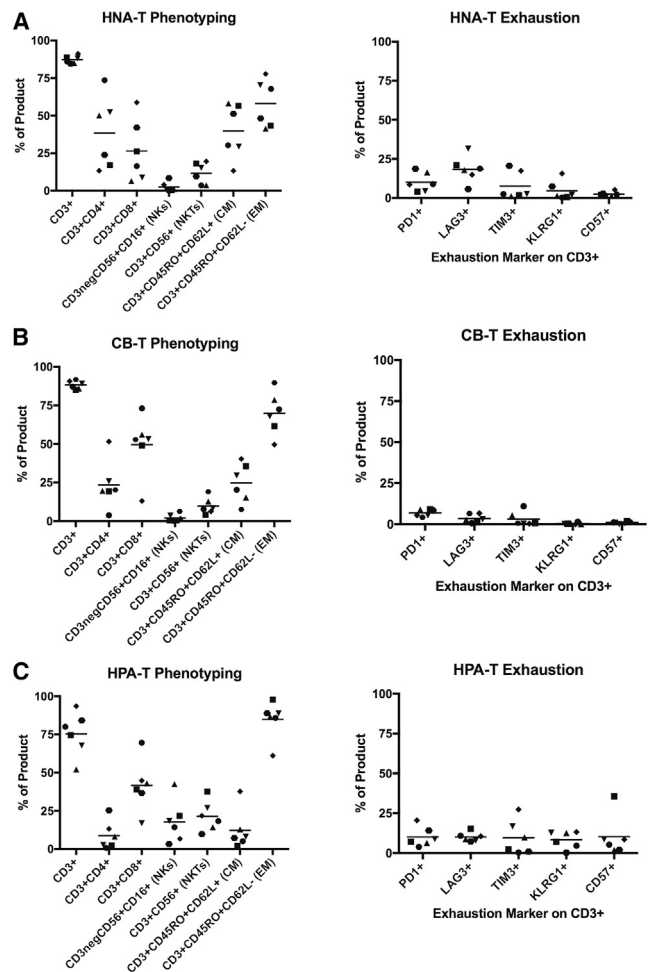 A
HNA-T Phenotyping
% of Product
100
75
50
25
0
CD3+
CD3+CD4+
CD3+CD8+
CD3negCD56+CD16+ (NKs)
CD3+CD56+ (NKTs)
CD3+CD45RO+CD62L+ (CM)
CD3+CD45RO+CD62L- (EM)
HNA-T Exhaustion
% of Product
100
75
50
25
0
PD1+
LAG3+
TIM3+
KLRG1+
CD57+
Exhaustion Marker on CD3+
B
CB-T Phenotyping
% of Product
100
75
50
25
0
CD3+
CD3+CD4+
CD3+CD8+
CD3negCD56+CD16+ (NKs)
CD3+CD56+ (NKTs)
CD3+CD45RO+CD62L+ (CM)
CD3+CD45RO+CD62L- (EM)
CB-T Exhaustion
% of Product
100
75
50
25
0
PD1+
LAG3+
TIM3+
KLRG1+
CD57+
Exhaustion Marker on CD3+
C
HPA-T Phenotyping
% of Product
100
75
50
25
0
CD3+
CD3+CD4+
CD3+CD8+
CD3negCD56+CD16+ (NKs)
CD3+CD56+ (NKTs)
CD3+CD45RO+CD62L+ (CM)
CD3+CD45RO+CD62L- (EM)
HPA-T Exhaustion
% of Product
100
75
50
25
0
PD1+
LAG3+
TIM3+
KLRG1+
CD57+
Exhaustion Marker on CD3+